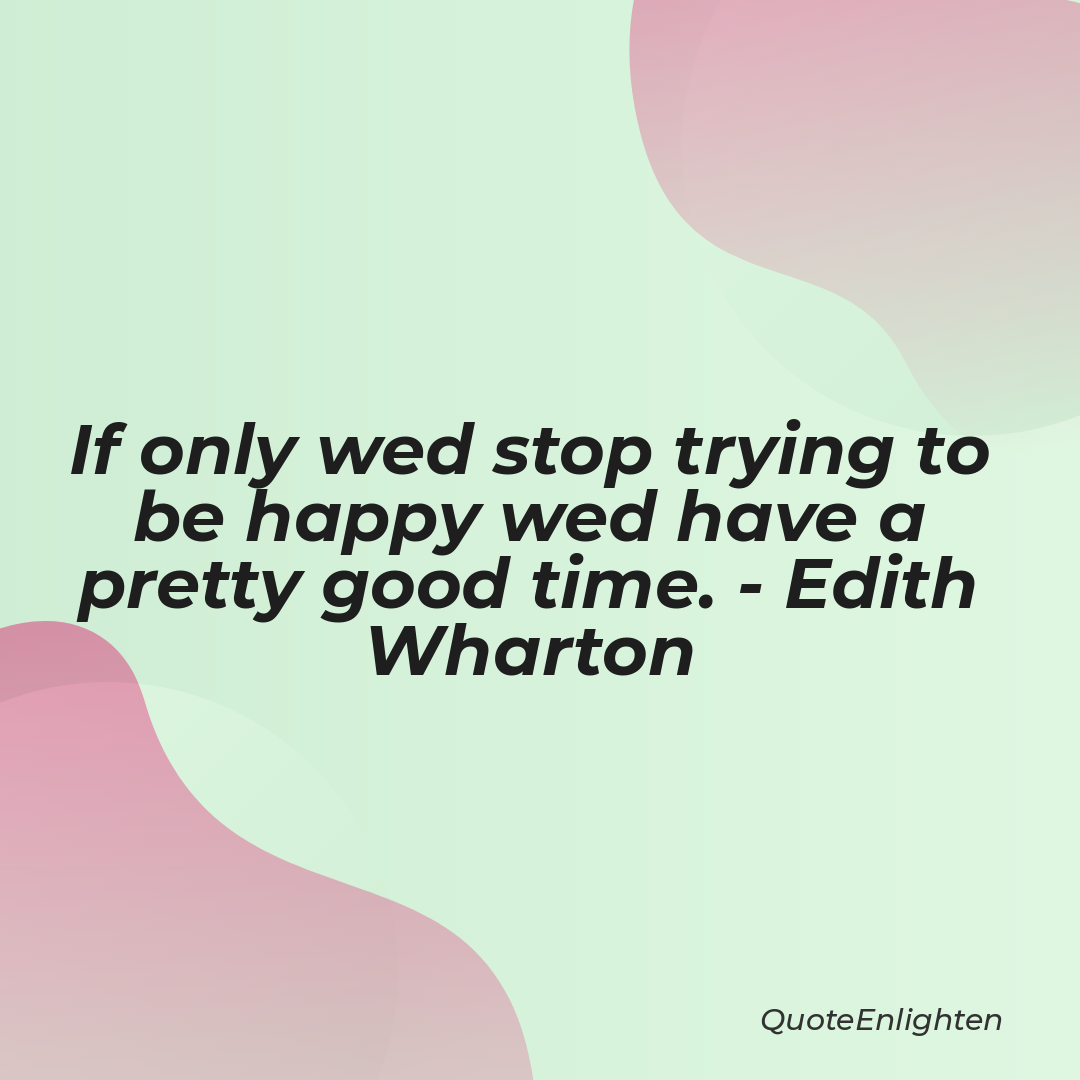 If only wed stop trying to
be happy wed have a
pretty good time. - Edith
Wharton
QuoteEnlighten